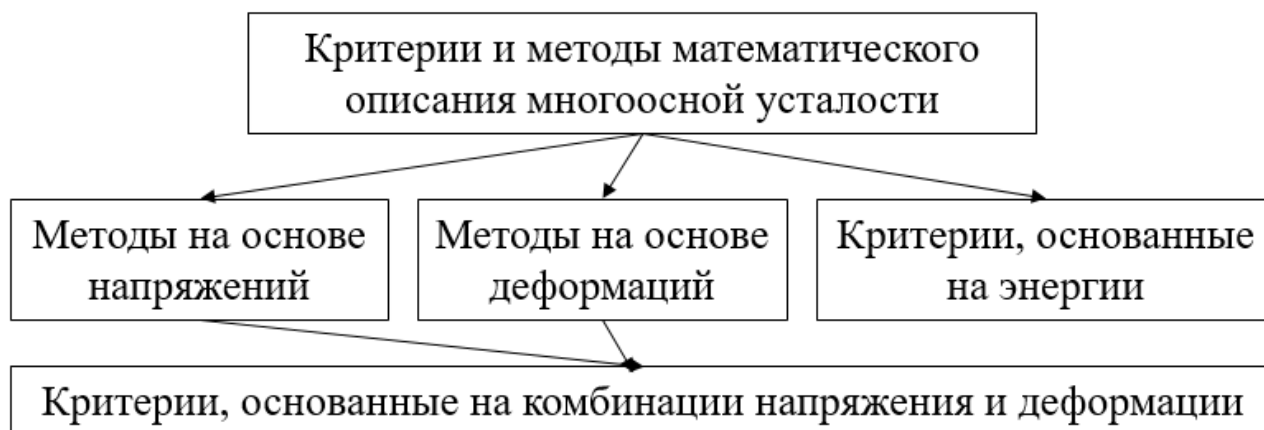 Критерии и методы математического
описания многоосной усталости
Методы на основе
напряжений
Методы на основе
деформаций
Критерии, основанные
на энергии
Критерии, основанные на комбинации напряжения и деформации